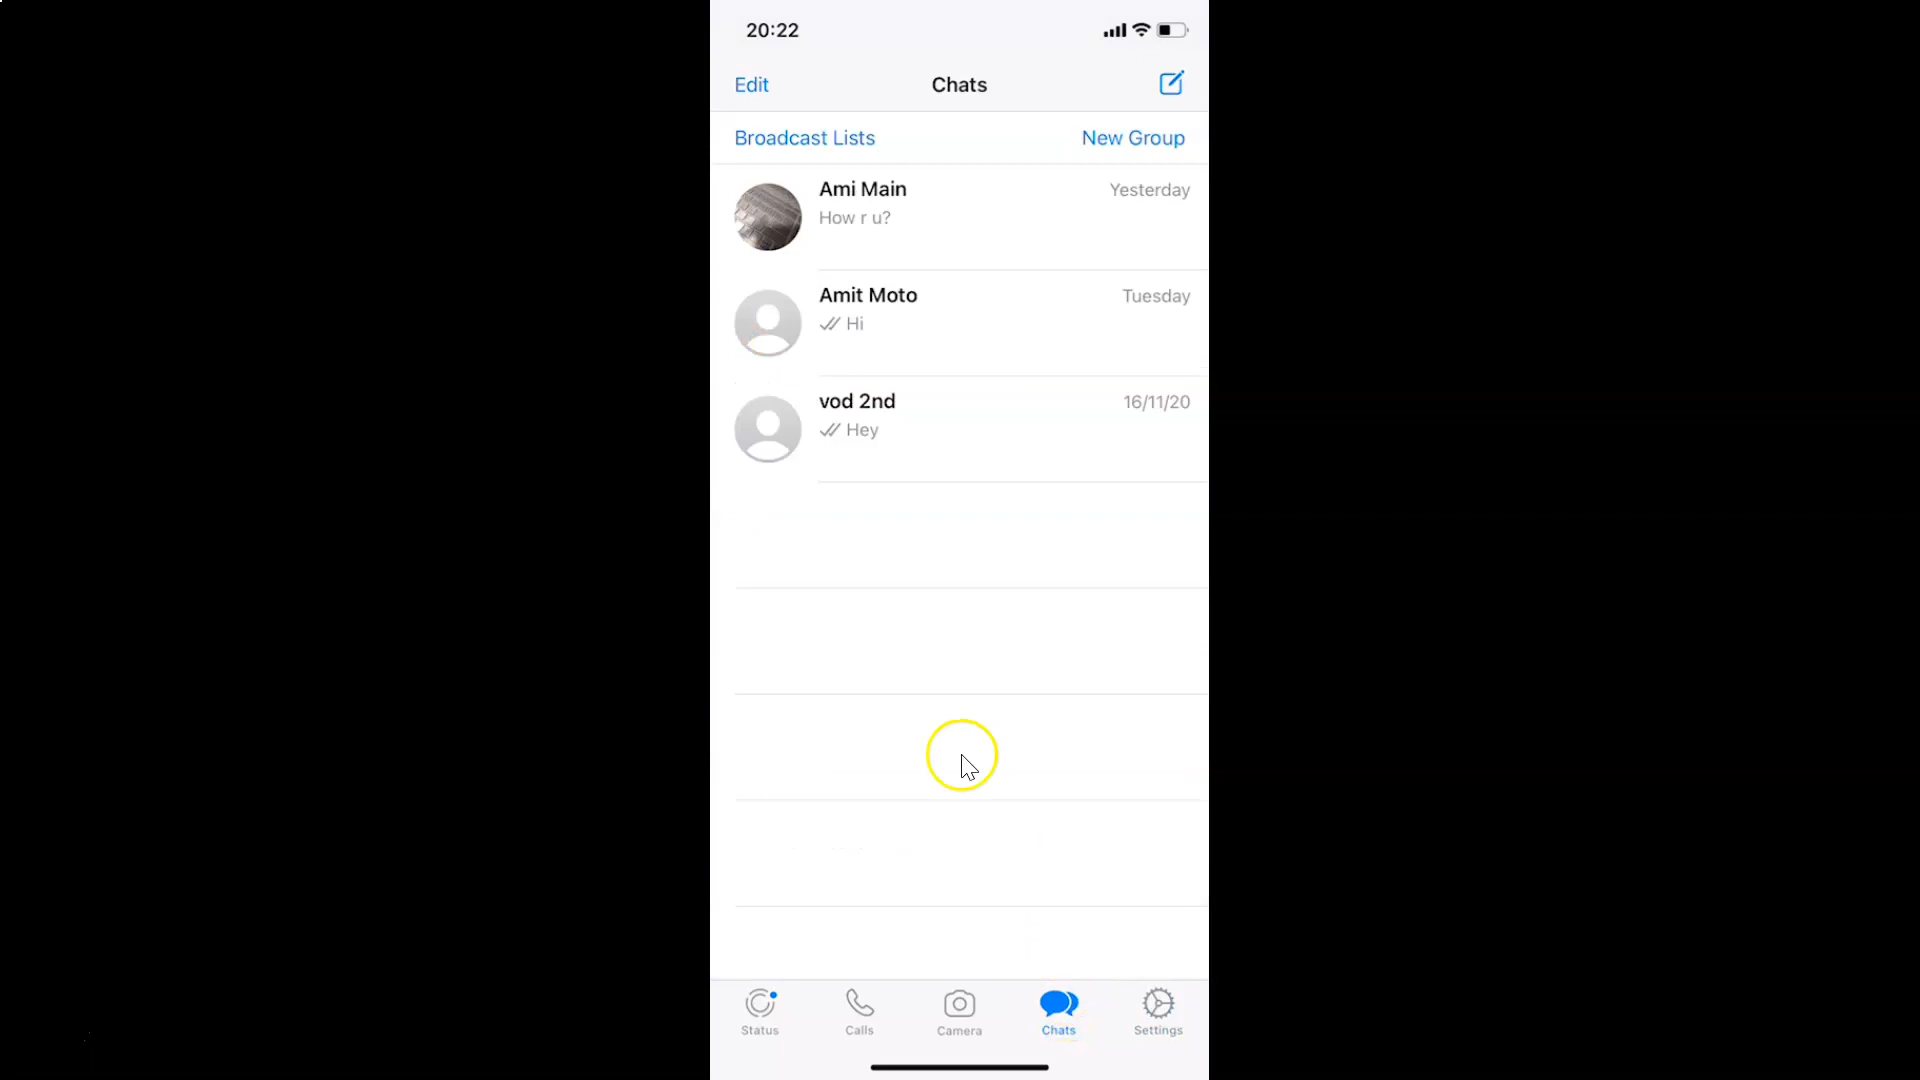 20:22
Edit
Chats
Broadcast Lists
New Group
Ami Main
Yesterday
How r u?
Amit Moto
Tuesday
Hi
vod 2nd
16/11/20
Hey
Status
Calls
Camera
Chats
Settings